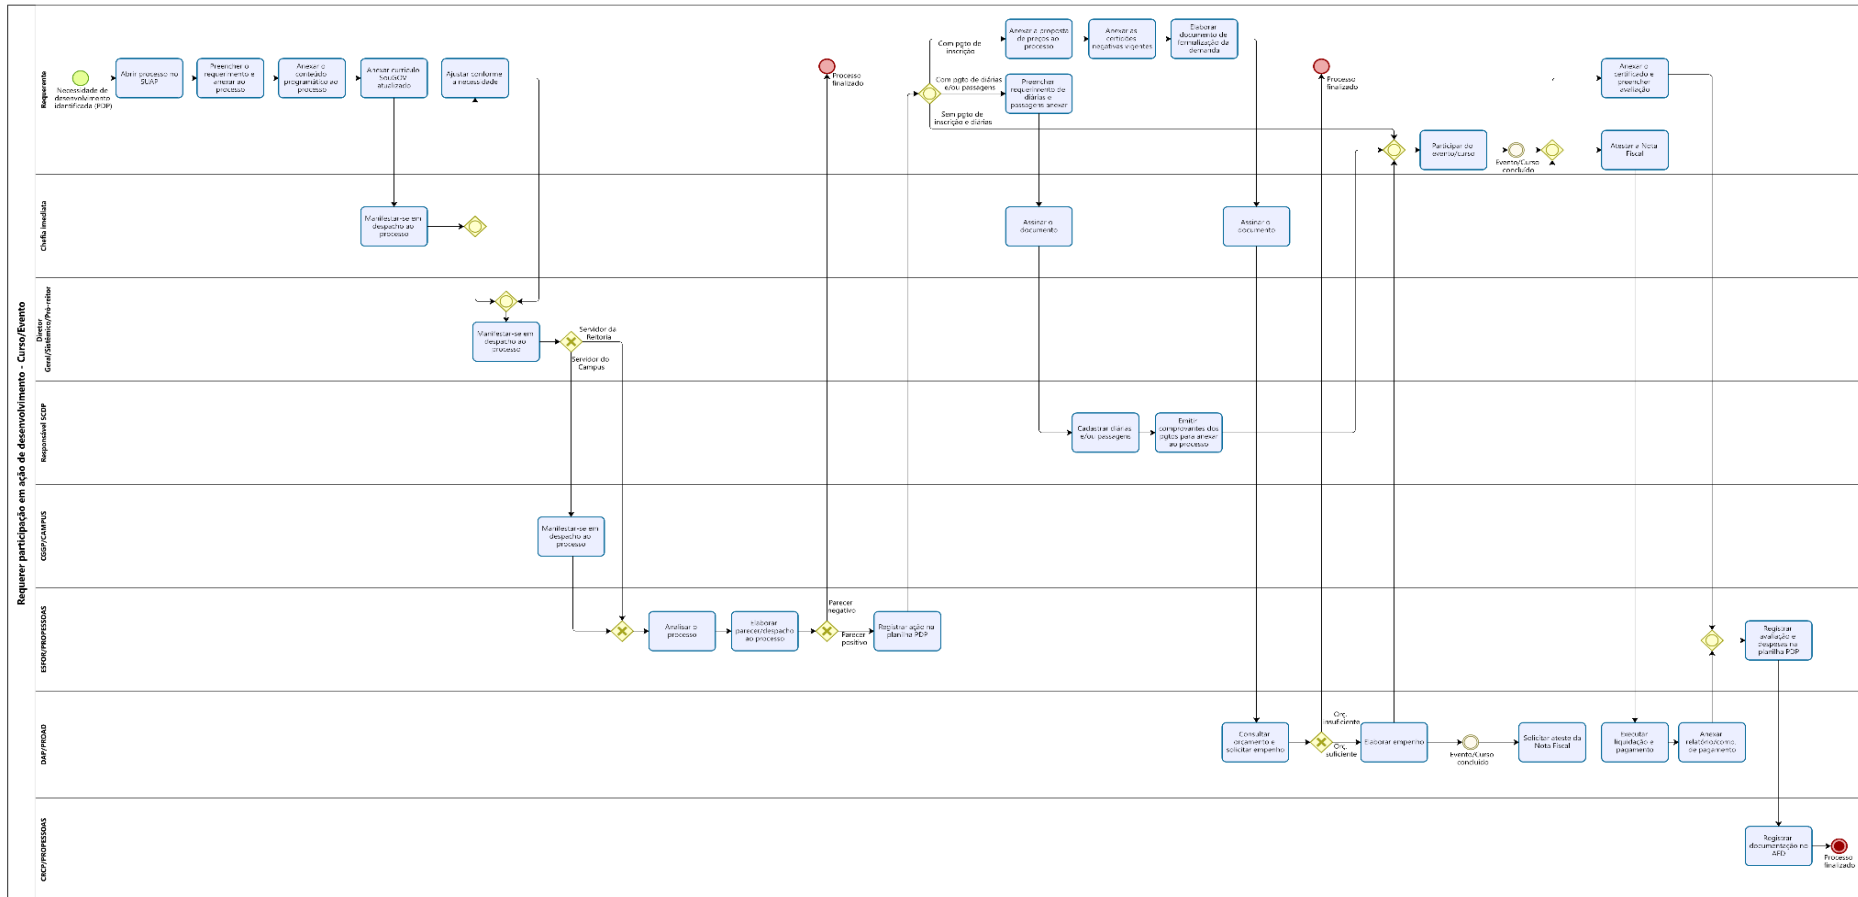 Requerer participação em ação de desenvolvimento - Curso/Evento
Requerente
Necessidade de
desenvolvimento
identificada (PDP)
Abrir processo no
SUAP
Preencher o
requerimento e
anexar ao
processo
Anexar o
conteúdo
programático ao
processo
Anexar currículo
SouGOV
atualizado
Ajustar conforme
a necessidade
Processo
finalizado
Com pgto de
inscrição
Com pgto de diárias
e/ou passagens
Sem pgto de
inscrição e diárias
Anexar a proposta
de preços ao
processo
Anexar as
certidões
negativas vigentes
Elaborar
documento de
formalização da
demanda
Preencher
requerimento de
diárias e
passagens anexar
Processo
finalizado
Participar do
evento/curso
Evento/Curso
concluído
Anexar o
certificado e
preencher
avaliação
Atestar a Nota
Fiscal
Chefia imediata
Manifestar-se em
despacho ao
processo
Assinar o
documento
Assinar o
documento
Diretor
Geral/Sistêmico/Pró-reitor
Manifestar-se em
despacho ao
processo
Servidor da
Reitoria
Servidor do
Campus
Responsável SCDP
Cadastrar diárias
e/ou passagens
Emitir
comprovantes dos
pgtos para anexar
ao processo
CGGP/CAMPUS
Manifestar-se em
despacho ao
processo
ESFOR/PROPESSOAS
Analisar o
processo
Elaborar
parecer/despacho
ao processo
Parecer
negativo
Parecer
positivo
Registrar ação na
planilha PDP
Registrar
avaliação e
despesas na
planilha PDP
DAP/PROAD
Consultar
orçamento e
solicitar empenho
Orç.
insuficiente
Orç.
suficiente
Elaborar empenho
Evento/Curso
concluído
Solicitar ateste da
Nota Fiscal
Executar
liquidação e
pagamento
Anexar
relatório/comp.
de pagamento
CRCP/PROPESSOAS
Registrar
documentação no
AFD
Processo
finalizado